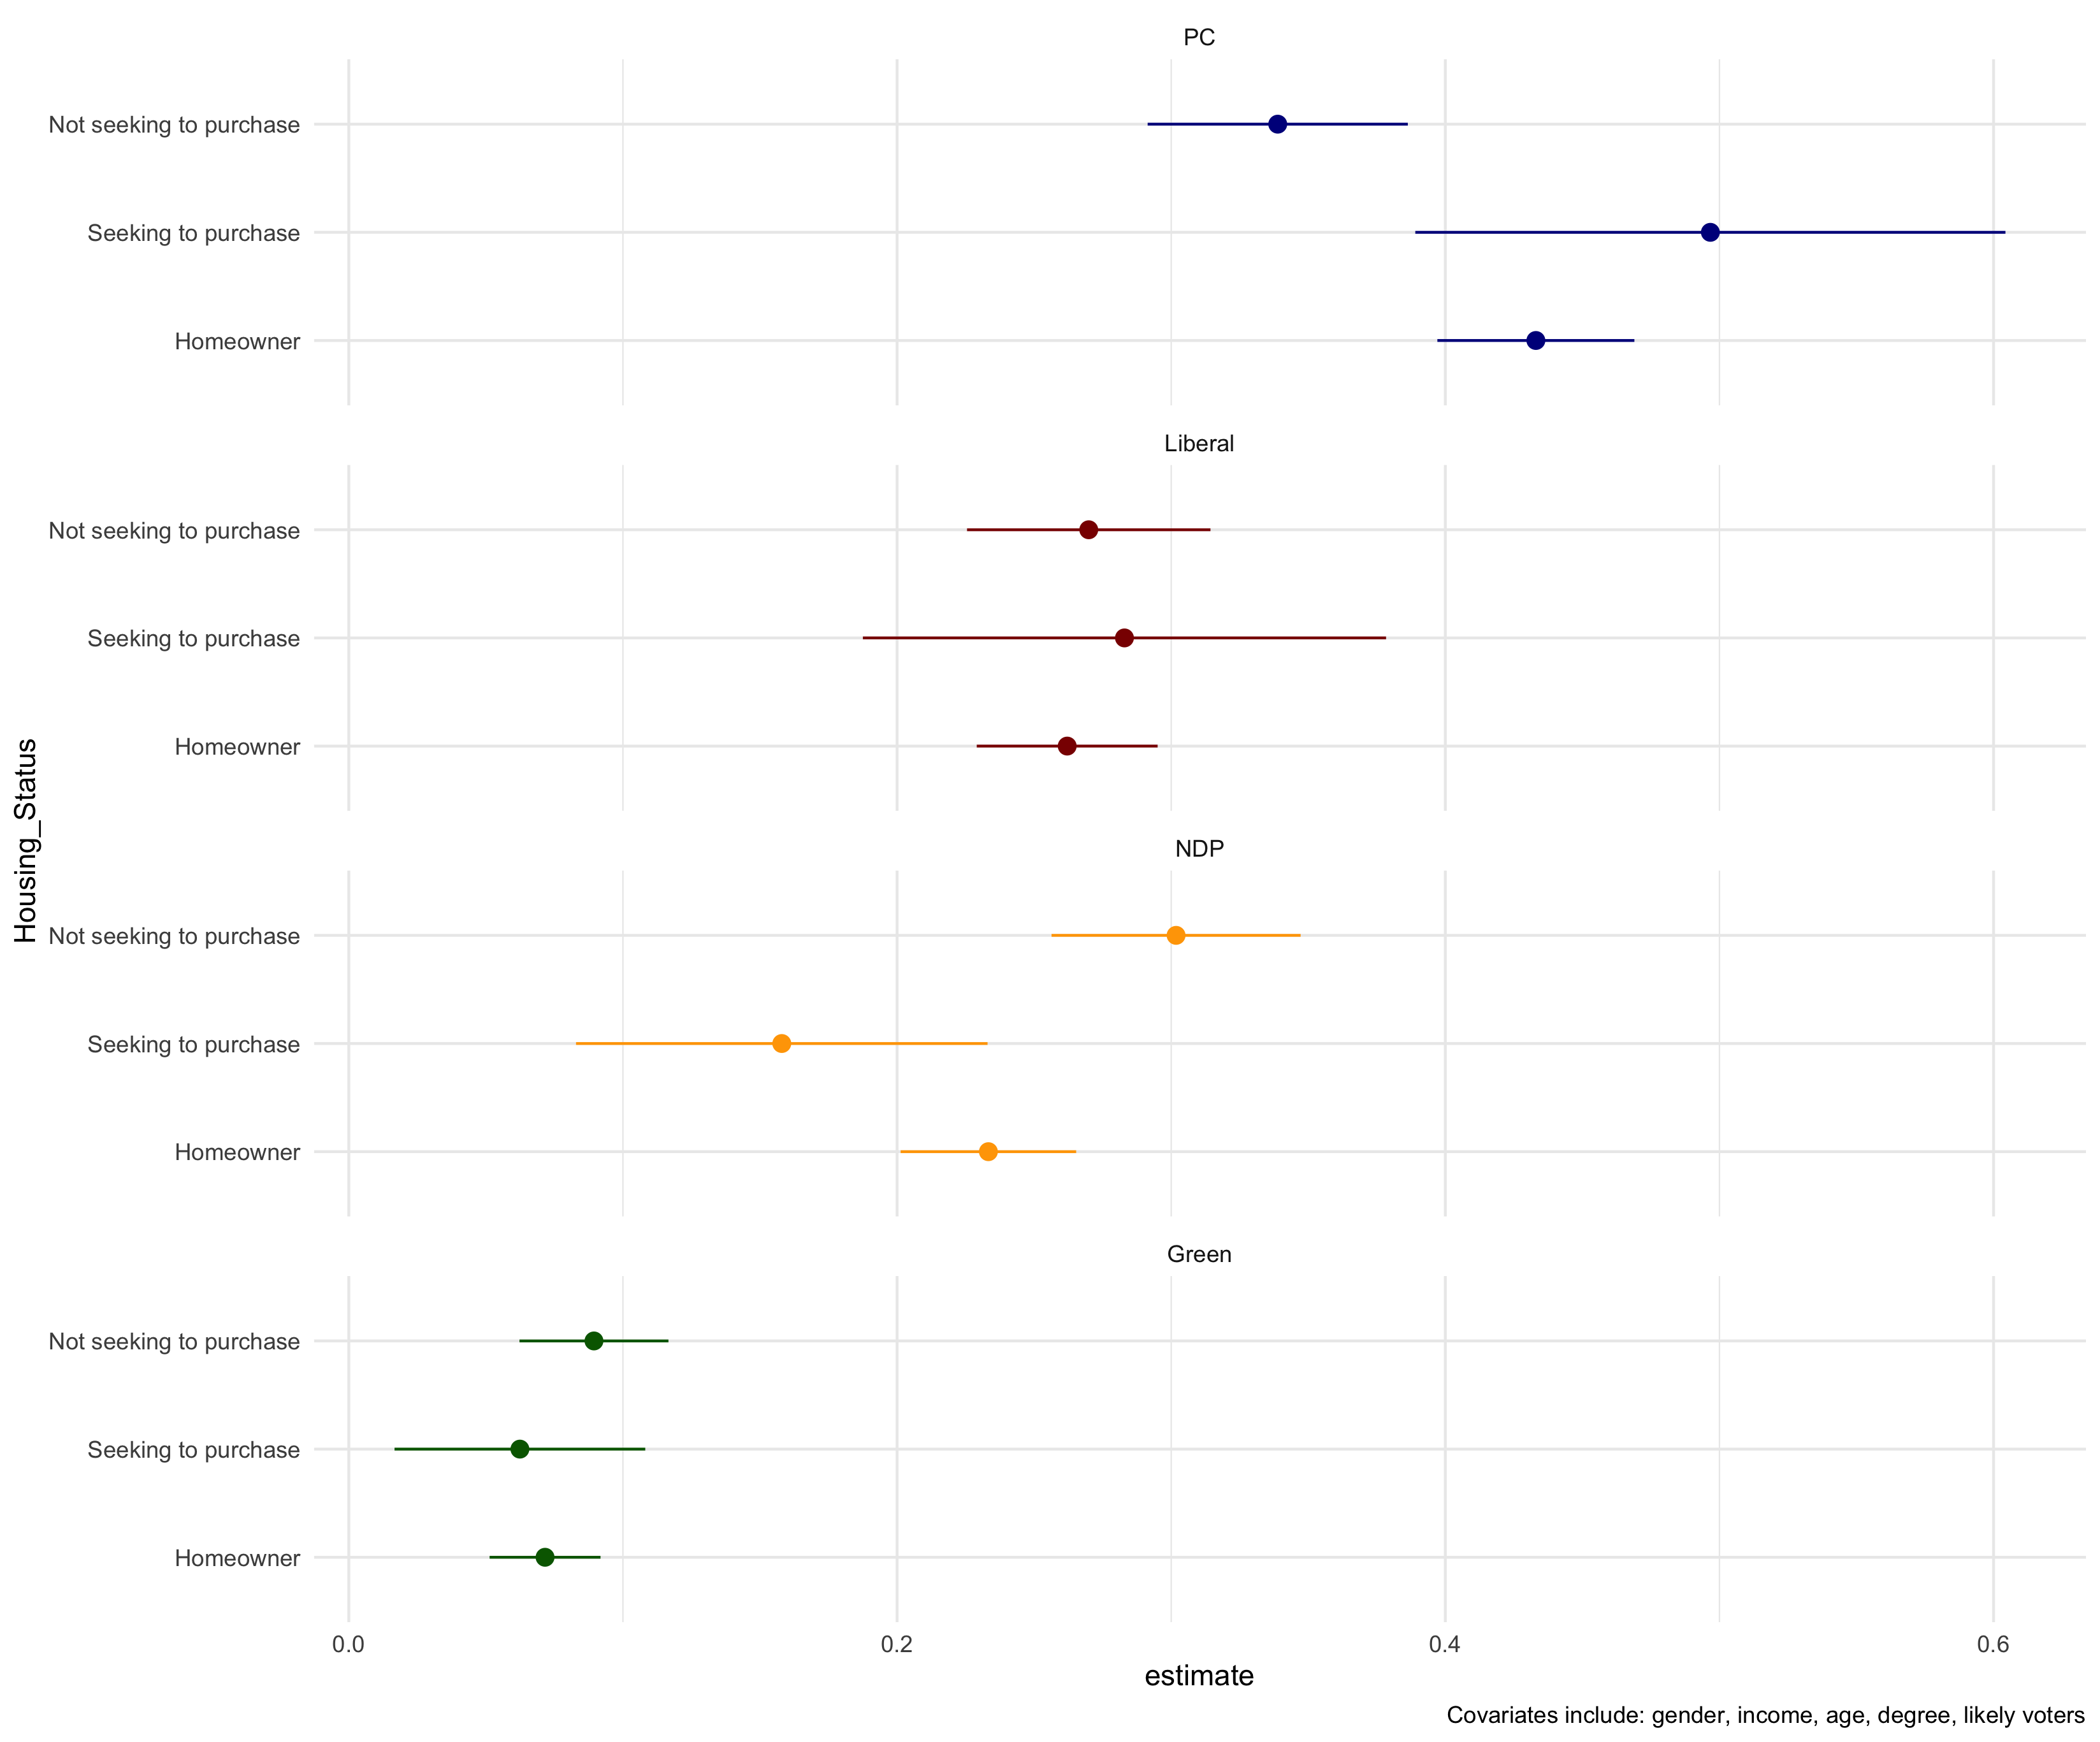 PC
Not seeking to purchase
Seeking to purchase
Homeowner
Liberal
Not seeking to purchase
Seeking to purchase
Homeowner
Housing_Status
NDP
Not seeking to purchase
Seeking to purchase
Homeowner
Green
Not seeking to purchase
Seeking to purchase
Homeowner
0.0 0.2 0.4 0.6
estimate
Covariates include: gender, income, age, degree, likely voters